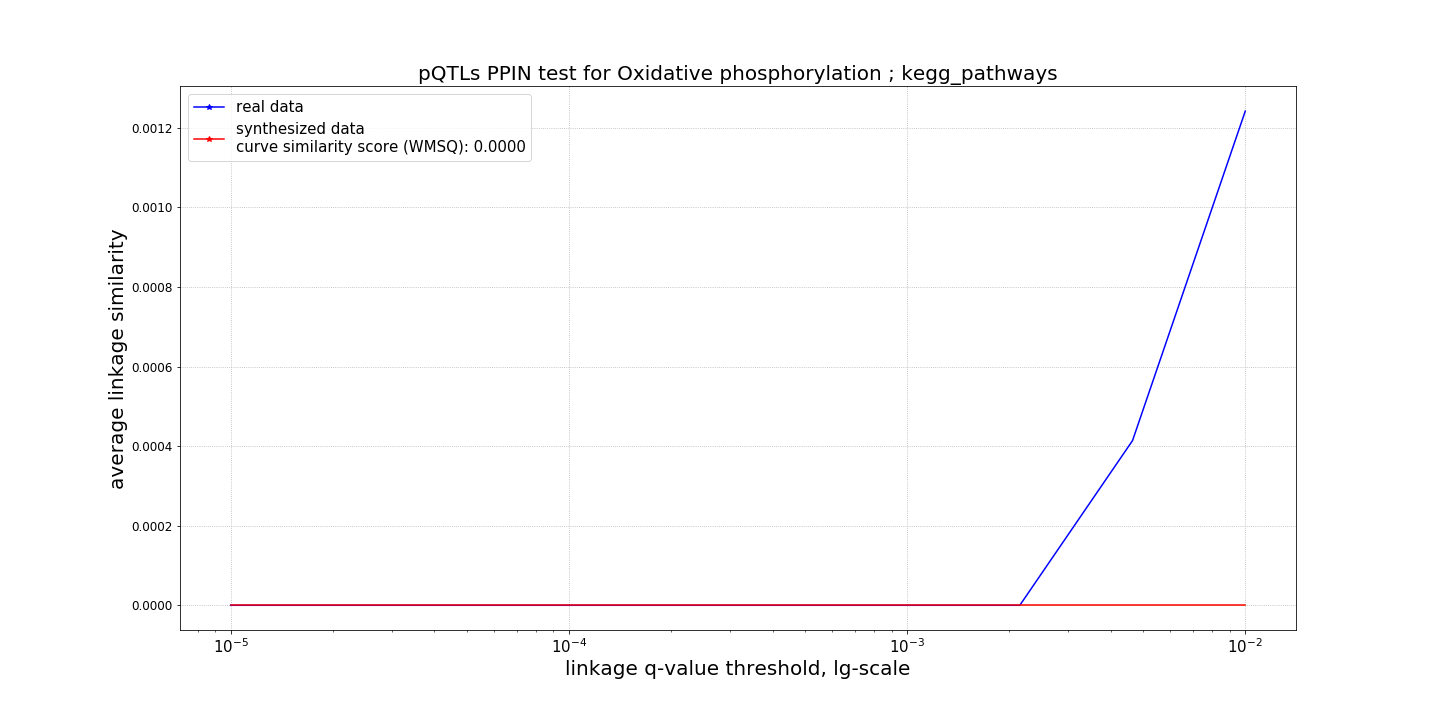 pQTLs PPIN test for Oxidative phosphorylation ; kegg_pathways
real data
synthesized data
curve similarity score (WMSQ): 0.0000
average linkage similarity
0.0012
0.0010
0.0008
0.0006
0.0004
0.0002
0.0000
10⁻⁵ 10⁻⁴ 10⁻³ 10⁻²
linkage q-value threshold, lg-scale